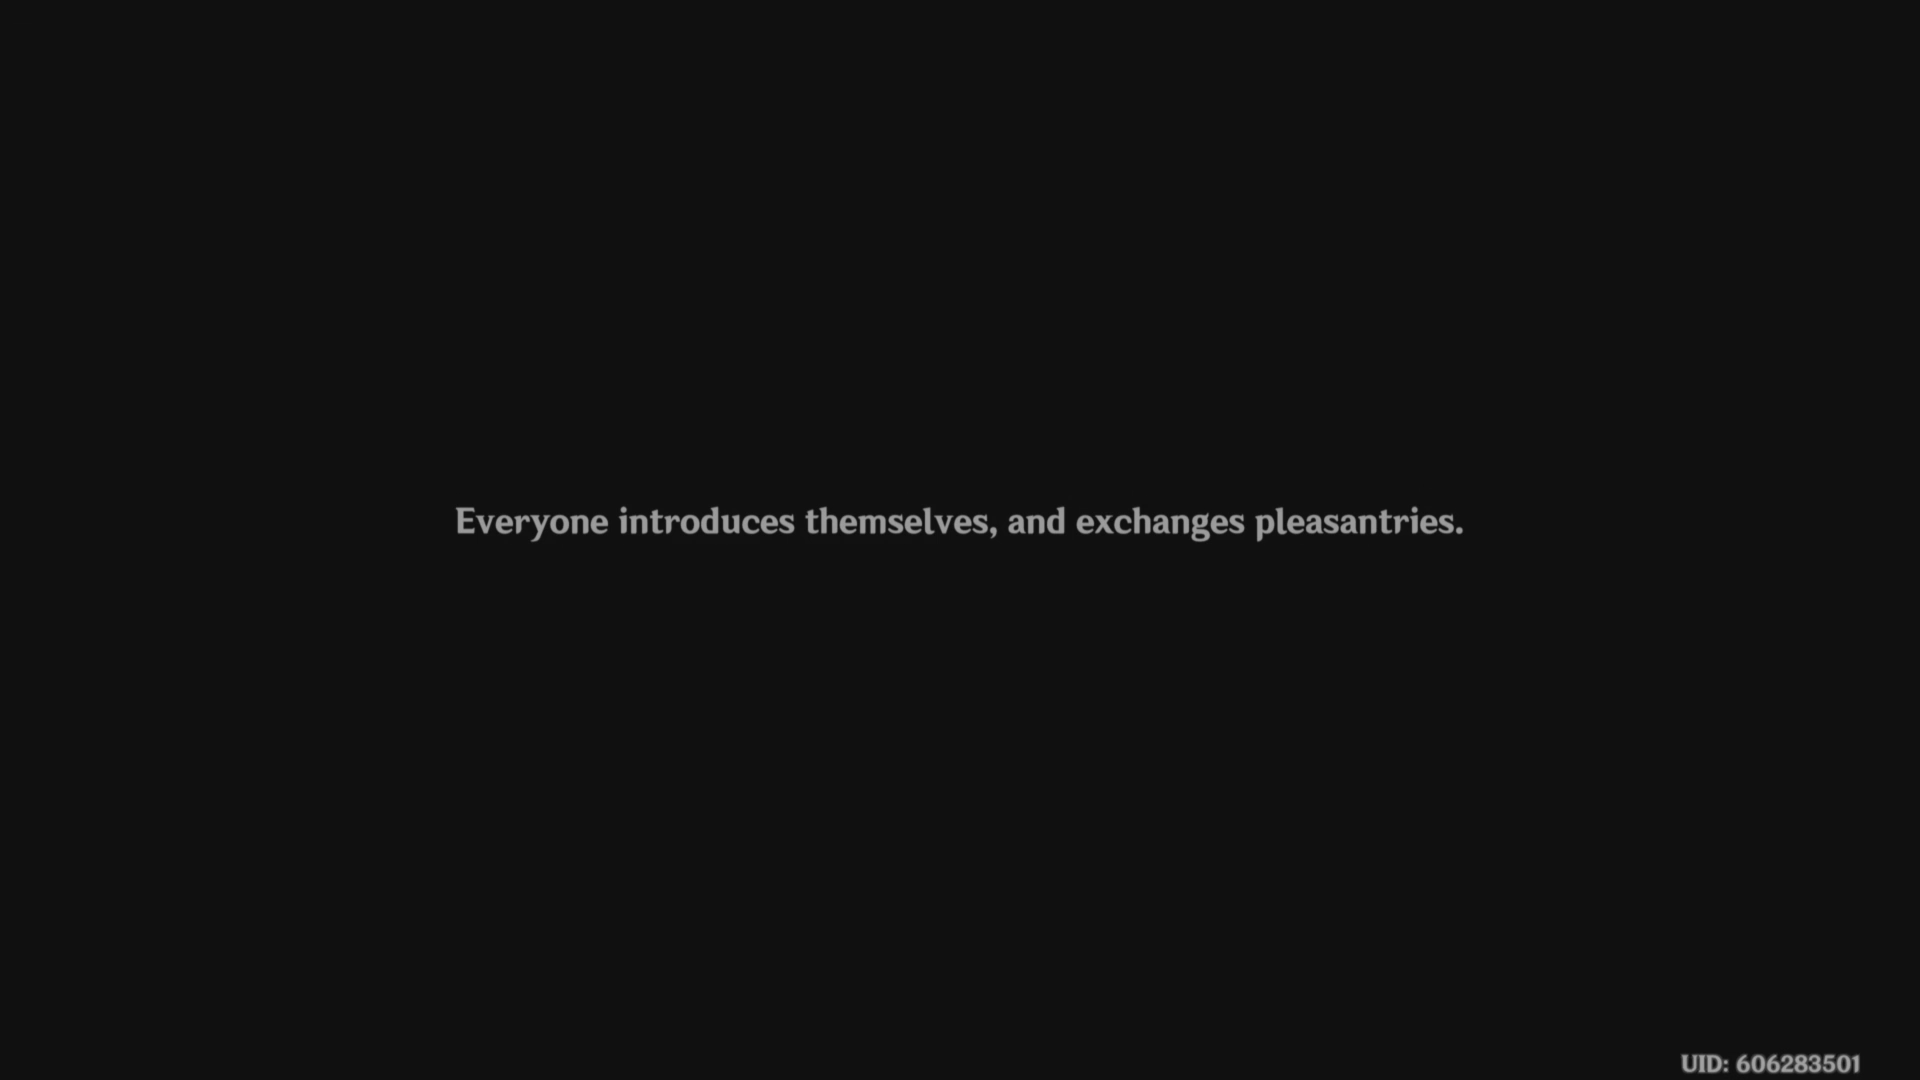 Everyone introduces themselves, and exchanges pleasantries.
UID: 606283501